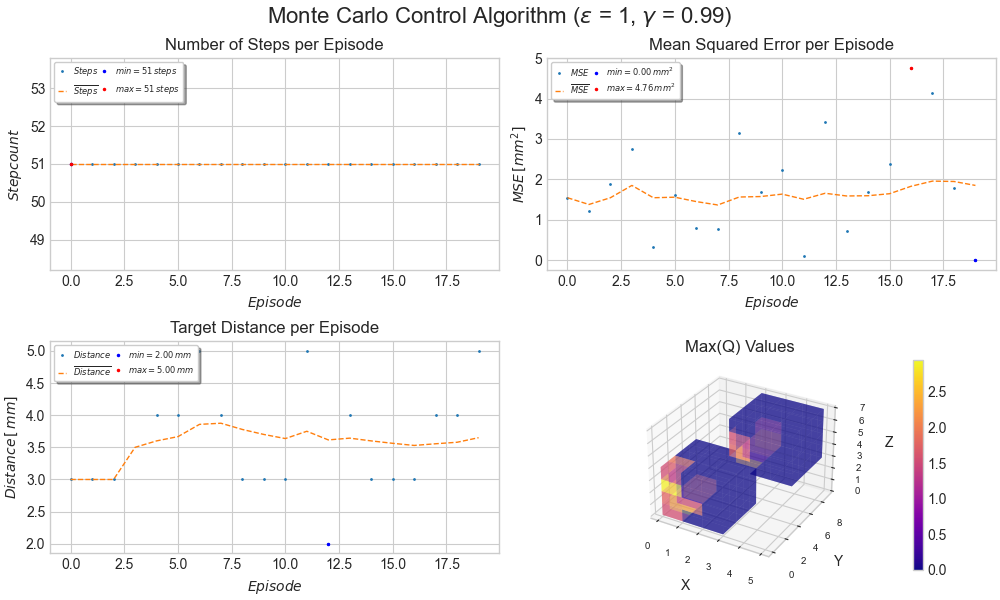 Monte Carlo Control Algorithm (ε = 1, γ = 0.99)
Number of Steps per Episode
Steps min = 51 steps
Steps max = 51 steps
53
52
51
50
49
Stepcount
0.0 2.5 5.0 7.5 10.0 12.5 15.0 17.5
Episode
Mean Squared Error per Episode
MSE min = 0.00 mm²
MSE max = 4.76 mm²
5
4
3
2
1
0
MSE [mm²]
0.0 2.5 5.0 7.5 10.0 12.5 15.0 17.5
Episode
Target Distance per Episode
Distance min = 2.00 mm
Distance max = 5.00 mm
5.0
4.5
4.0
3.5
3.0
2.5
2.0
Distance [mm]
0.0 2.5 5.0 7.5 10.0 12.5 15.0 17.5
Episode
Max(Q) Values
7
6
5
4
3
2
1
0
Z
0 2 4 6 8
Y
0 1 2 3 4 5
X
2.5
2.0
1.5
1.0
0.5
0.0